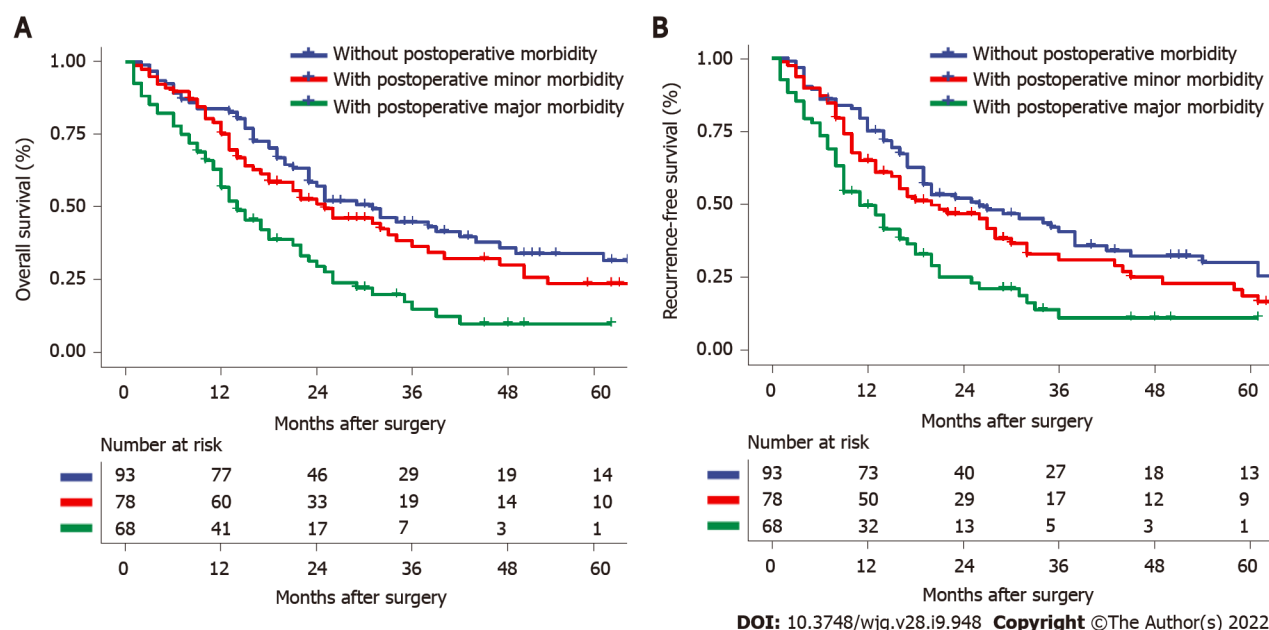 A
Without postoperative morbidity
With postoperative minor morbidity
With postoperative major morbidity
Overall survival (%)
1.00
0.75
0.50
0.25
0.00
0 12 24 36 48 60
Months after surgery
Number at risk
93 77 46 29 19 14
78 60 33 19 14 10
68 41 17 7 3 1
0 12 24 36 48 60
Months after surgery
B
Without postoperative morbidity
With postoperative minor morbidity
With postoperative major morbidity
Recurrence-free survival (%)
1.00
0.75
0.50
0.25
0.00
0 12 24 36 48 60
Months after surgery
Number at risk
93 73 40 27 18 13
78 50 29 17 12 9
68 32 13 5 3 1
0 12 24 36 48 60
Months after surgery
DOI: 10.3748/wjg.v28.i9.948 Copyright ©The Author(s) 2022